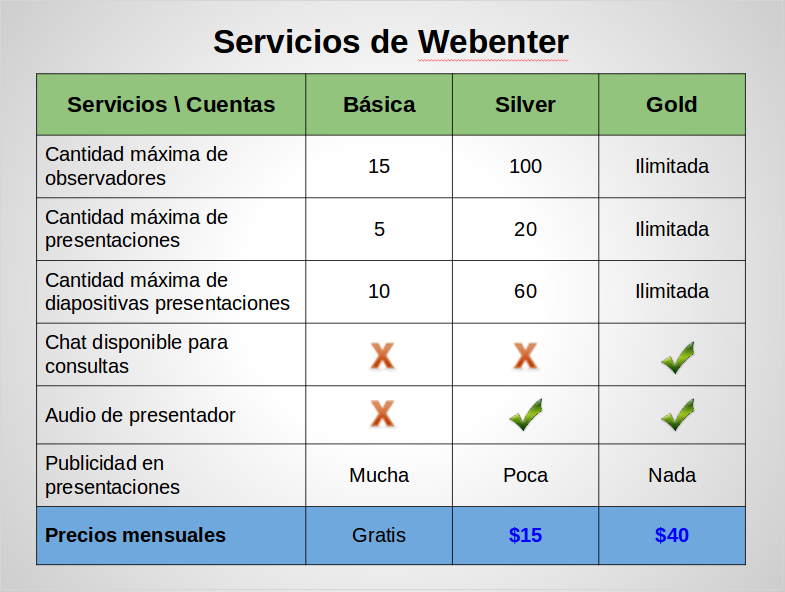 Servicios de Webenter
Servicios \ Cuentas Básica Silver Gold
Cantidad máxima de
observadores 15 100 Ilimitada
Cantidad máxima de
presentaciones 5 20 Ilimitada
Cantidad máxima de
diapositivas presentaciones 10 60 Ilimitada
Chat disponible para
consultas X X ✓
Audio de presentador X ✓ ✓
Publicidad en
presentaciones Mucha Poca Nada
Precios mensuales Gratis $15 $40